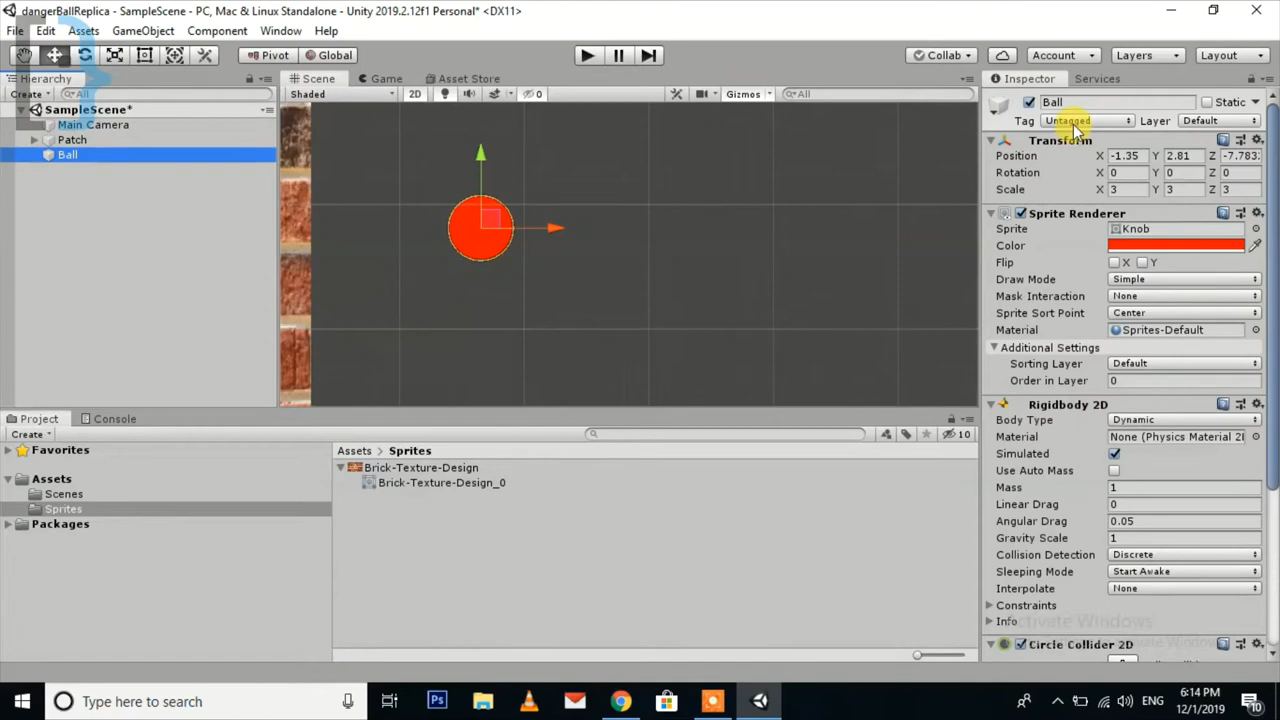 dangerBallReplica - SampleScene - PC, Mac & Linux Standalone - Unity 2019.2.12f1 Personal* <DX11>
File Edit Assets GameObject Component Window Help
Pivot Global Collab Account Layers Layout
Hierarchy Scene Game Asset Store Inspector Services
Create All Shaded 2D 0 Gizmos All Ball Static
SampleScene*
Main Camera
Patch
Ball
Tag Untagged Layer Default
Transform
Position X -1.35 Y 2.81 Z -7.783
Rotation X 0 Y 0 Z 0
Scale X 3 Y 3 Z 3
Sprite Renderer
Sprite Knob
Color
Flip X Y
Draw Mode Simple
Mask Interaction None
Sprite Sort Point Center
Material Sprites-Default
Additional Settings
Sorting Layer Default
Order in Layer 0
Rigidbody 2D
Body Type Dynamic
Material None (Physics Material 2
Simulated
Use Auto Mass
Mass 1
Linear Drag 0
Angular Drag 0.05
Gravity Scale 1
Collision Detection Discrete
Sleeping Mode Start Awake
Interpolate None
Constraints
Info
Activate Windows
Circle Collider 2D
Project Console
Create 10
Favorites
Assets
Scenes
Sprites
Packages
Assets Sprites
Brick-Texture-Design
Brick-Texture-Design_0
Type here to search
Ps
ENG
6:14 PM
12/1/2019
10